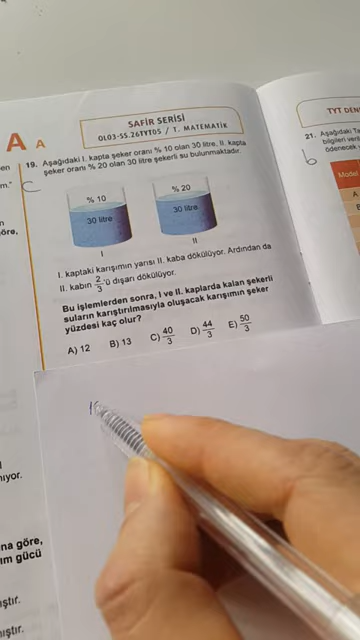 SAFİR SERİSİ
OL03-SS.26TYT05 / T. MATEMATİK
A A
19. Aşağıdaki I. kapta şeker oranı % 10 olan 30 litre, II. kapta
şeker oranı % 20 olan 30 litre şekerli su bulunmaktadır.
C
% 10
30 litre
I
% 20
30 litre
II
I. kaptaki karışımın yarısı II. kaba dökülüyor. Ardından da
II. kabın 2/3'ü dışarı dökülüyor.
Bu işlemlerden sonra, I ve II. kaplarda kalan şekerli
suların karıştırılmasıyla oluşacak karışımın şeker
yüzdesi kaç olur?
A) 12 B) 13 C) 40/3 D) 44/3 E) 50/3
TYT DEN
21. Aşağıdaki
bilgileri
ödenecek
b
Model
A
na göre,
ım gücü
ıştır.
mıştır.